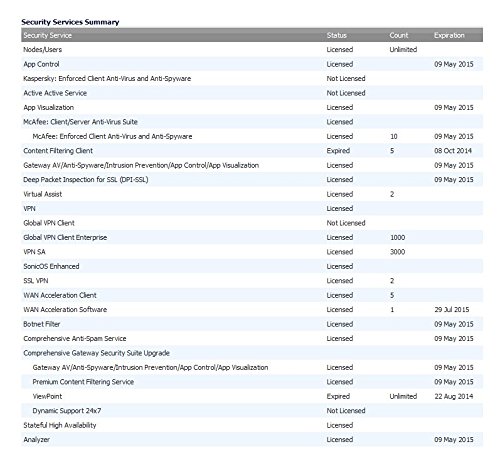 Security Services Summary
Security Service Status Count Expiration
Nodes/Users Licensed Unlimited
App Control Licensed 09 May 2015
Kaspersky: Enforced Client Anti-Virus and Anti-Spyware Not Licensed
Active Active Service Not Licensed
App Visualization Licensed 09 May 2015
McAfee: Client/Server Anti-Virus Suite Licensed
McAfee: Enforced Client Anti-Virus and Anti-Spyware Licensed 10 09 May 2015
Content Filtering Client Expired 5 08 Oct 2014
Gateway AV/Anti-Spyware/Intrusion Prevention/App Control/App Visualization Licensed 09 May 2015
Deep Packet Inspection for SSL (DPI-SSL) Licensed 09 May 2015
Virtual Assist Licensed 2
VPN Licensed
Global VPN Client Not Licensed
Global VPN Client Enterprise Licensed 1000
VPN SA Licensed 3000
SonicOS Enhanced Licensed
SSL VPN Licensed 2
WAN Acceleration Client Licensed 5
WAN Acceleration Software Licensed 1 29 Jul 2015
Botnet Filter Licensed 09 May 2015
Comprehensive Anti-Spam Service Licensed 09 May 2015
Comprehensive Gateway Security Suite Upgrade
Gateway AV/Anti-Spyware/Intrusion Prevention/App Control/App Visualization Licensed 09 May 2015
Premium Content Filtering Service Licensed 09 May 2015
ViewPoint Expired Unlimited 22 Aug 2014
Dynamic Support 24x7 Not Licensed
Stateful High Availability Licensed
Analyzer Licensed 09 May 2015